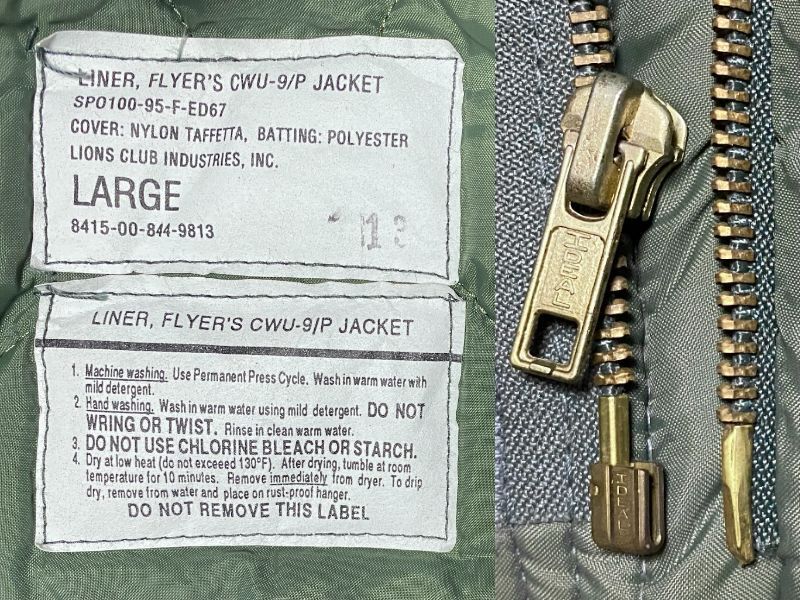 LINER, FLYER'S CWU-9/P JACKET
SPO100-95-F-ED67
COVER: NYLON TAFFETTA, BATTING: POLYESTER
LIONS CLUB INDUSTRIES, INC.
LARGE
8415-00-844-9813
13
LINER, FLYER'S CWU-9/P JACKET
1. Machine washing. Use Permanent Press Cycle. Wash in warm water with
mild detergent.
2. Hand washing. Wash in warm water using mild detergent. DO NOT
WRING OR TWIST. Rinse in clean warm water.
3. DO NOT USE CHLORINE BLEACH OR STARCH.
4. Dry at low heat (do not exceed 130°F). After drying, tumble at room
temperature for 10 minutes. Remove immediately from dryer. To drip
dry, remove from water and place on rust-proof hanger.
DO NOT REMOVE THIS LABEL
IDEAL
IDEAL